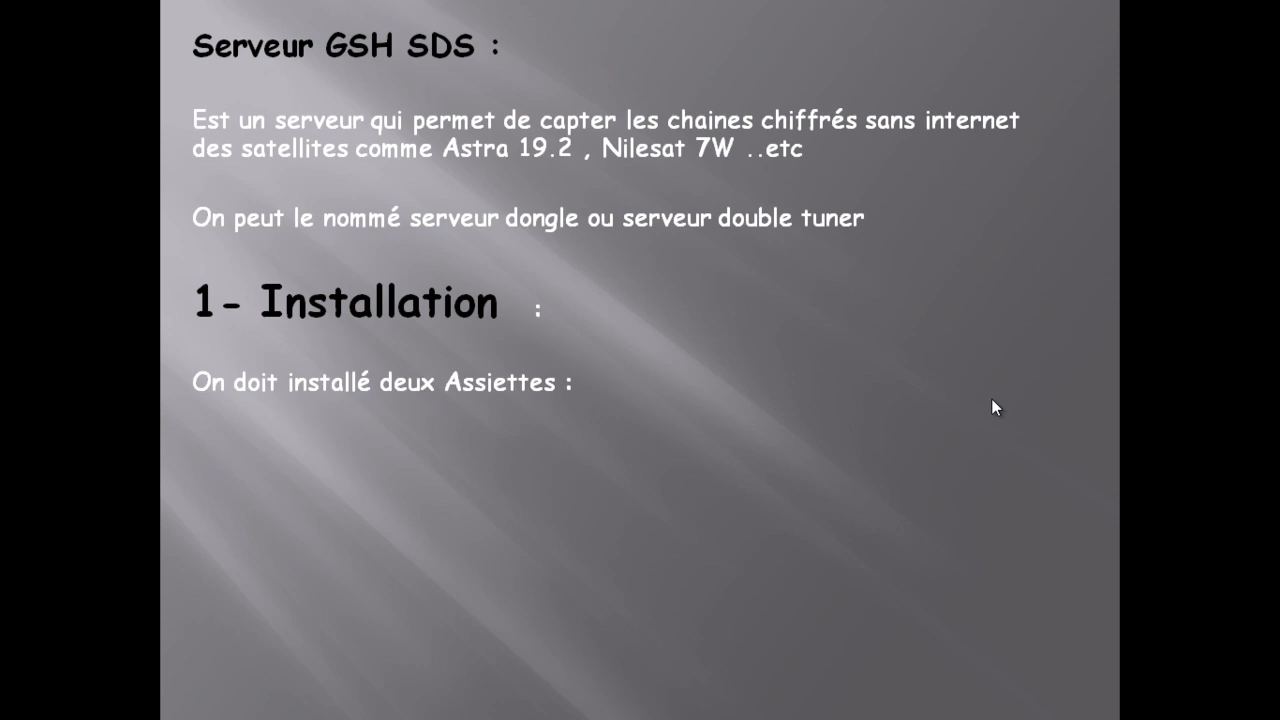 Serveur GSH SDS :
Est un serveur qui permet de capter les chaines chiffrés sans internet
des satellites comme Astra 19.2 , Nilesat 7W ..etc
On peut le nommé serveur dongle ou serveur double tuner
1- Installation :
On doit installé deux Assiettes :